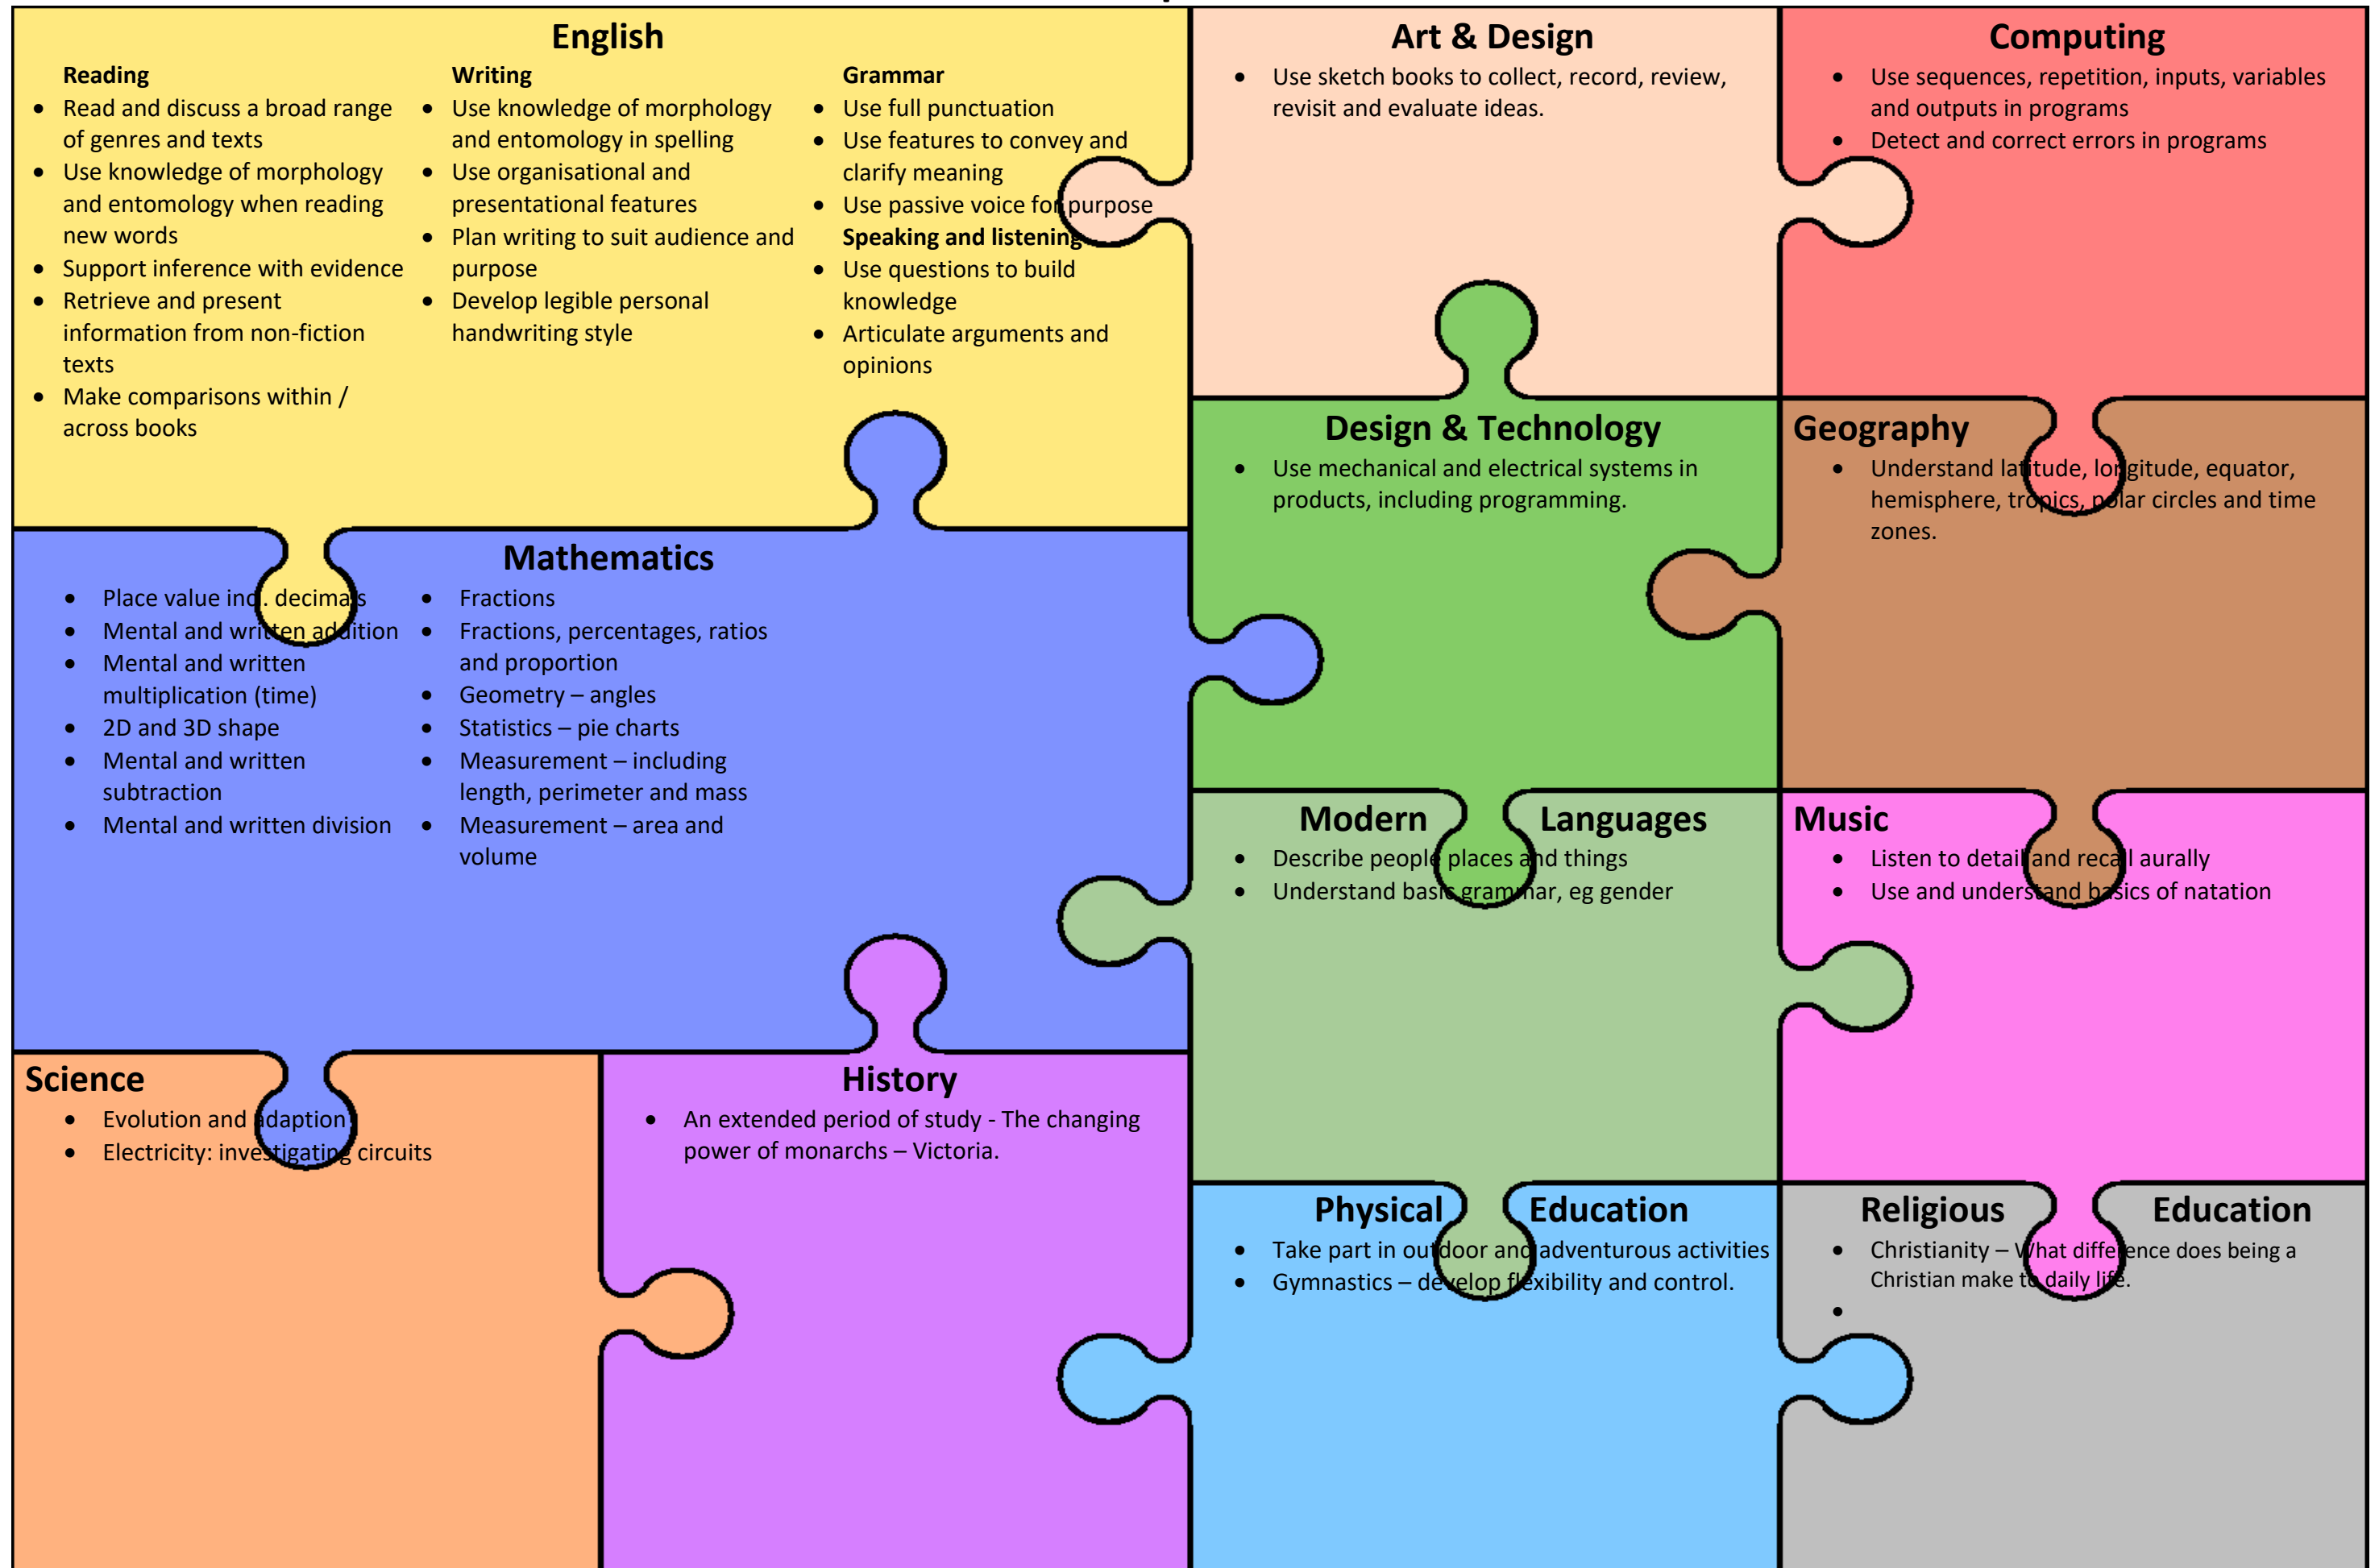 English
Reading
• Read and discuss a broad range
of genres and texts
• Use knowledge of morphology
and entomology when reading
new words
• Support inference with evidence
• Retrieve and present
information from non-fiction
texts
• Make comparisons within /
across books
Writing
• Use knowledge of morphology
and entomology in spelling
• Use organisational and
presentational features
• Plan writing to suit audience and
purpose
• Develop legible personal
handwriting style
Grammar
• Use full punctuation
• Use features to convey and
clarify meaning
• Use passive voice for purpose
Speaking and listening
• Use questions to build
knowledge
• Articulate arguments and
opinions
Art & Design
• Use sketch books to collect, record, review,
revisit and evaluate ideas.
Computing
• Use sequences, repetition, inputs, variables
and outputs in programs
• Detect and correct errors in programs
Mathematics
• Place value incl. decimals
• Mental and written addition
• Mental and written
multiplication (time)
• 2D and 3D shape
• Mental and written
subtraction
• Mental and written division
• Fractions
• Fractions, percentages, ratios
and proportion
• Geometry – angles
• Statistics – pie charts
• Measurement – including
length, perimeter and mass
• Measurement – area and
volume
Design & Technology
• Use mechanical and electrical systems in
products, including programming.
Geography
• Understand latitude, longitude, equator,
hemisphere, tropics, polar circles and time
zones.
Modern Languages
• Describe people places and things
• Understand basic grammar, eg gender
Music
• Listen to detail and recall aurally
• Use and understand basics of natation
Science
• Evolution and adaption
• Electricity: investigating circuits
History
• An extended period of study - The changing
power of monarchs – Victoria.
Physical Education
• Take part in outdoor and adventurous activities
• Gymnastics – develop flexibility and control.
Religious Education
• Christianity – What difference does being a
Christian make to daily life.
•